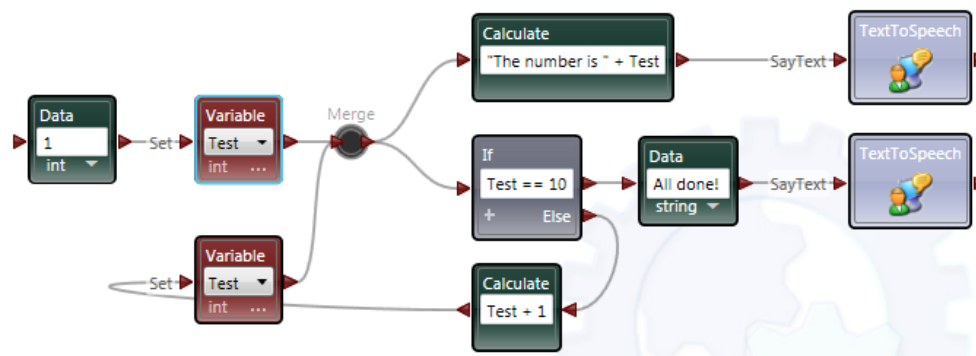 Calculate
"The number is " + Test
SayText
TextToSpeech
Data
1
int
Set
Variable
Test
int ...
Merge
If
Test == 10
+ Else
Data
All done!
string
SayText
TextToSpeech
Set
Variable
Test
int ...
Calculate
Test + 1